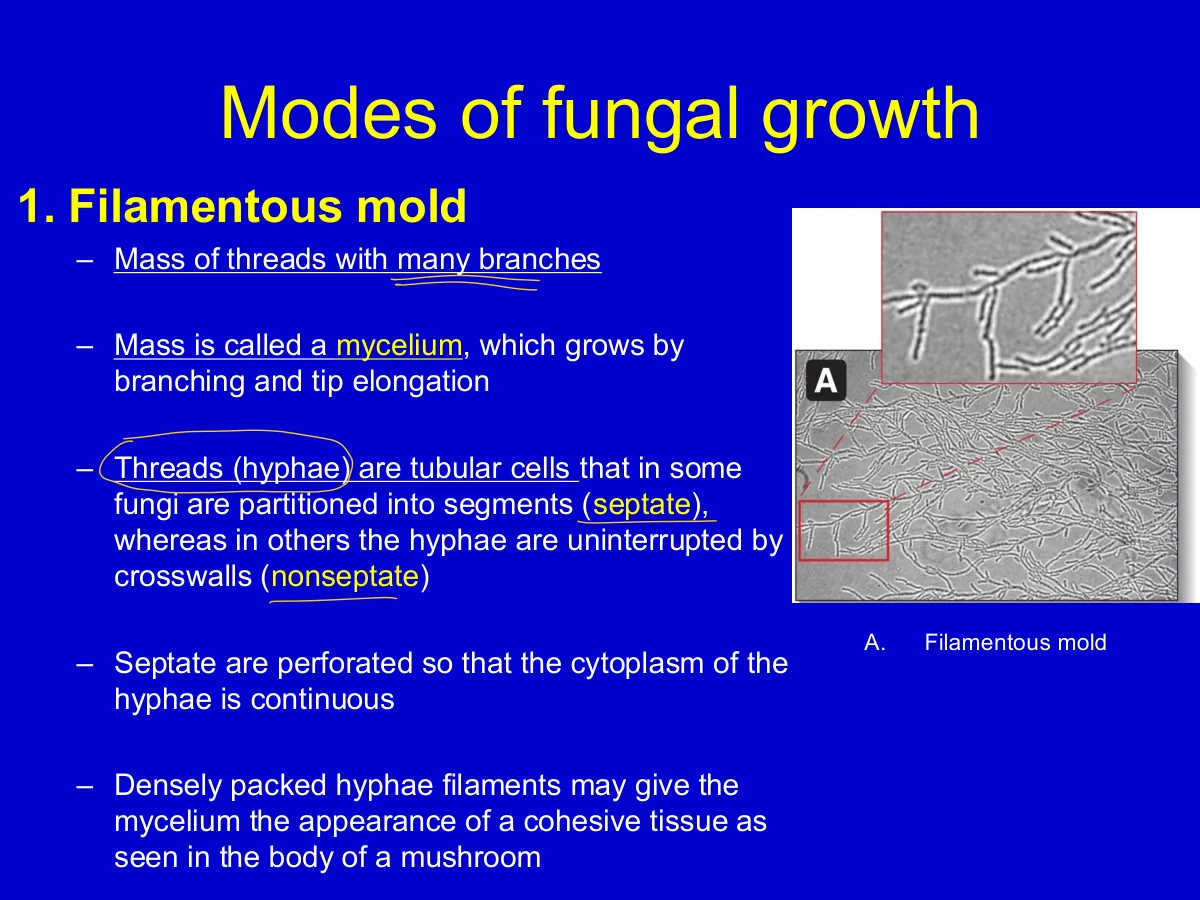 Modes of fungal growth
1. Filamentous mold
– Mass of threads with many branches
– Mass is called a mycelium, which grows by
branching and tip elongation
– Threads (hyphae) are tubular cells that in some
fungi are partitioned into segments (septate),
whereas in others the hyphae are uninterrupted by
crosswalls (nonseptate)
– Septate are perforated so that the cytoplasm of the
hyphae is continuous
– Densely packed hyphae filaments may give the
mycelium the appearance of a cohesive tissue as
seen in the body of a mushroom
A
A. Filamentous mold